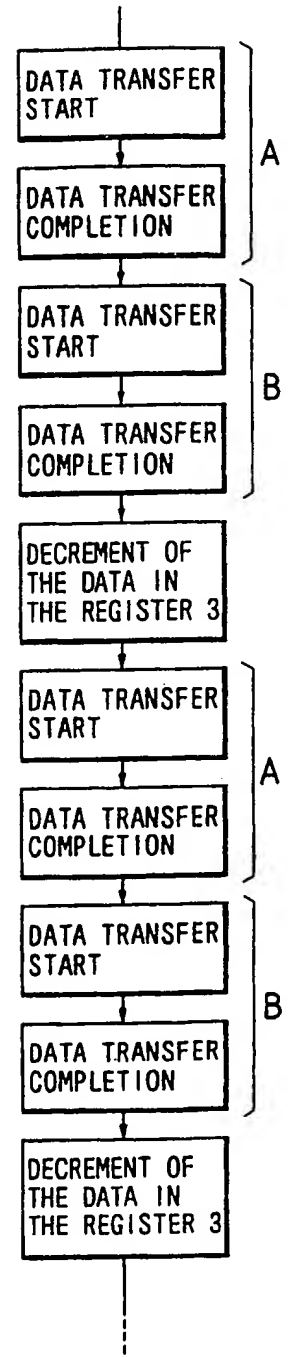 DATA TRANSFER
START
A
DATA TRANSFER
COMPLETION
DATA TRANSFER
START
B
DATA TRANSFER
COMPLETION
DECREMENT OF
THE DATA IN
THE REGISTER 3
DATA TRANSFER
START
A
DATA TRANSFER
COMPLETION
DATA TRANSFER
START
B
DATA TRANSFER
COMPLETION
DECREMENT OF
THE DATA IN
THE REGISTER 3